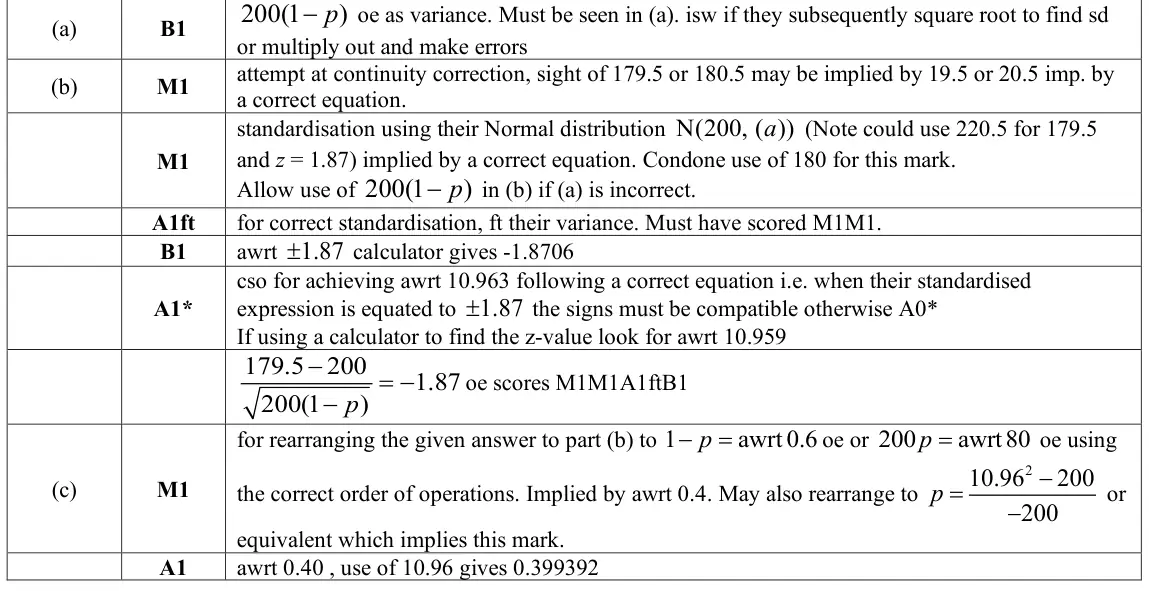 (a) B1 200(1 − p) oe as variance. Must be seen in (a). isw if they subsequently square root to find sd
or multiply out and make errors
(b) M1 attempt at continuity correction, sight of 179.5 or 180.5 may be implied by 19.5 or 20.5 imp. by
a correct equation.
M1 standardisation using their Normal distribution N(200, (a)) (Note could use 220.5 for 179.5
and z = 1.87) implied by a correct equation. Condone use of 180 for this mark.
Allow use of 200(1 − p) in (b) if (a) is incorrect.
A1ft for correct standardisation, ft their variance. Must have scored M1M1.
B1 awrt ±1.87 calculator gives -1.8706
A1* cso for achieving awrt 10.963 following a correct equation i.e. when their standardised
expression is equated to ±1.87 the signs must be compatible otherwise A0*
If using a calculator to find the z-value look for awrt 10.959
(179.5 − 200)/√(200(1 − p)) = −1.87 oe scores M1M1A1ftB1
(c) M1 for rearranging the given answer to part (b) to 1 − p = awrt 0.6 oe or 200p = awrt 80 oe using
the correct order of operations. Implied by awrt 0.4. May also rearrange to p = (10.96² − 200)/−200 or
equivalent which implies this mark.
A1 awrt 0.40 , use of 10.96 gives 0.399392